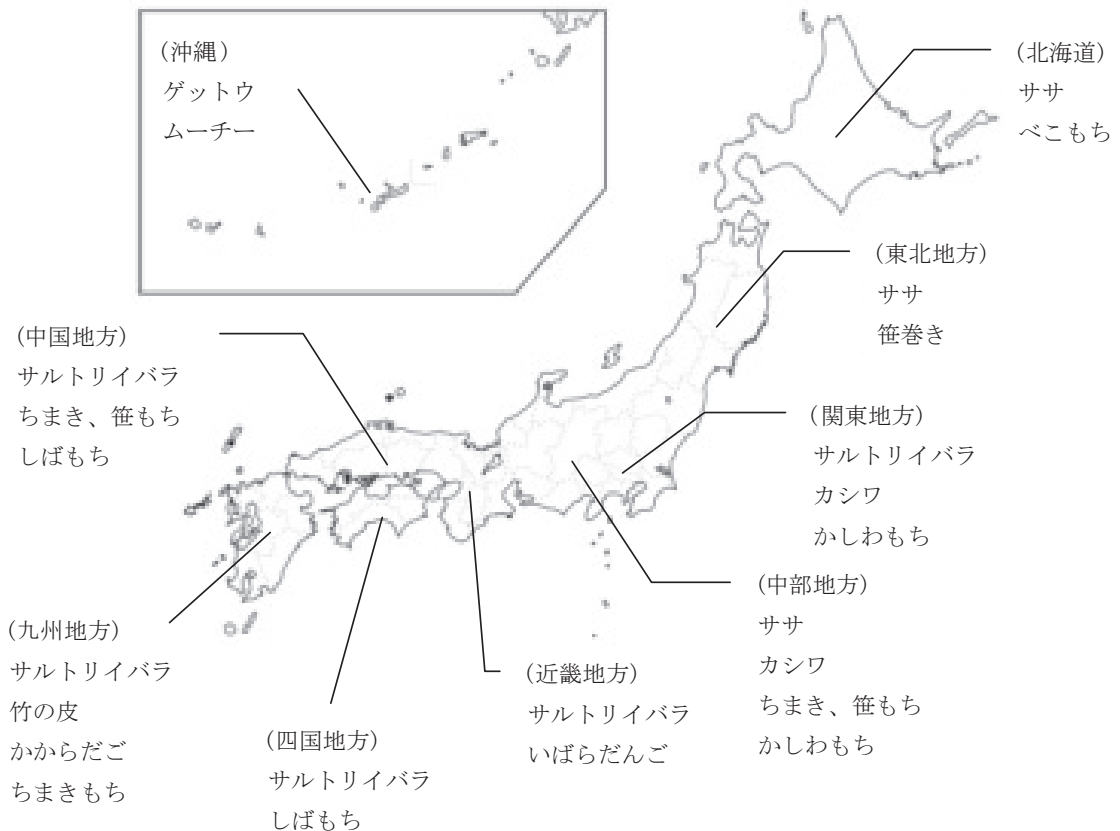 (沖縄)
ゲットウ
ムーチー
(北海道)
ササ
べこもち
(東北地方)
ササ
笹巻き
(中国地方)
サルトリイバラ
ちまき、笹もち
しばもち
(関東地方)
サルトリイバラ
カシワ
かしわもち
(中部地方)
ササ
カシワ
ちまき、笹もち
かしわもち
(九州地方)
サルトリイバラ
竹の皮
かからだご
ちまきもち
(近畿地方)
サルトリイバラ
いばらだんご
(四国地方)
サルトリイバラ
しばもち